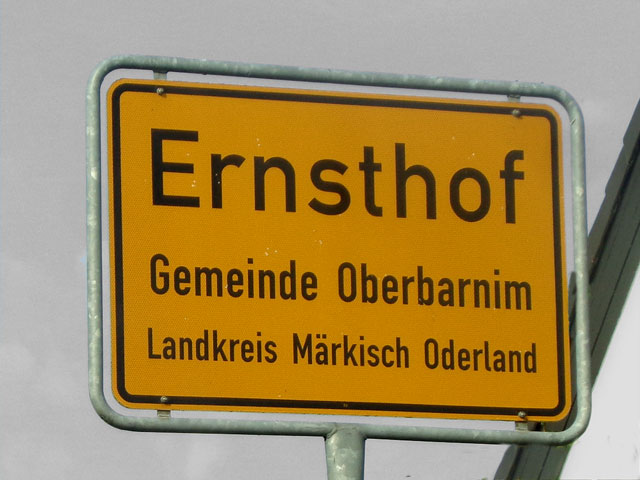 Ernsthof
Gemeinde Oberbarnim
Landkreis Märkisch Oderland